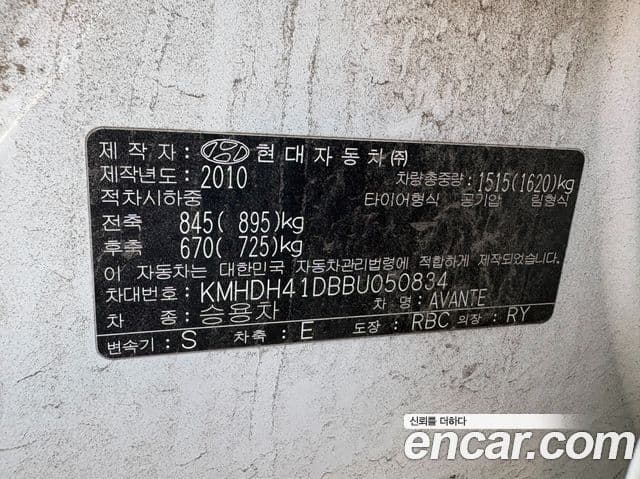 제 작 자 : 현대자동차㈜
제작년도 : 2010 차량총중량 : 1515(1620)kg
적차시하중 타이어형식 공기압 림형식
전축 845( 895)kg
후축 670( 725)kg
이 자동차는 대한민국 자동차관리법령에 적합하게 제작되었습니다.
차대번호 : KMHDH41DBBU050834
차 종 : 승용차 차 명 : AVANTE
변속기 : S 차축 : E 도장 : RBC 의장 : RY
신뢰를 더하다
encar.com